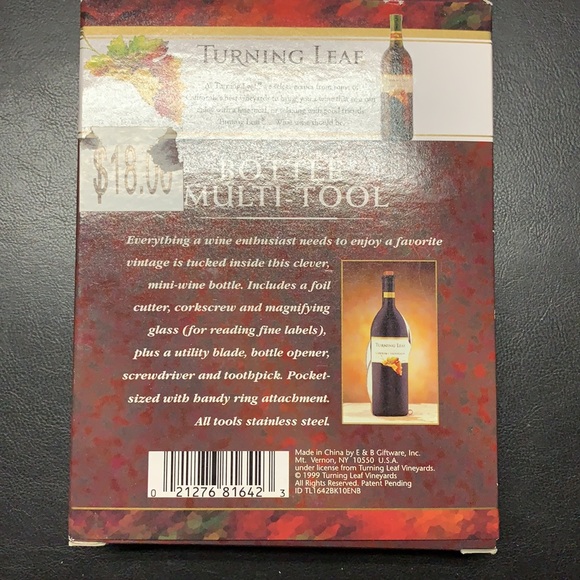 TURNING LEAF
BOTTLE
$18.00
MULTI-TOOL
Everything a wine enthusiast needs to enjoy a favorite
vintage is tucked inside this clever,
mini-wine bottle. Includes a foil
cutter, corkscrew and magnifying
glass (for reading fine labels),
plus a utility blade, bottle opener,
screwdriver and toothpick. Pocket-
sized with handy ring attachment.
All tools stainless steel.
TURNING LEAF
Made in China by E & B Giftware, Inc.
Mt. Vernon, NY 10550 U.S.A.
under license from Turning Leaf Vineyards.
© 1999 Turning Leaf Vineyards
All Rights Reserved. Patent Pending
ID TL1642BK10ENB
0 21276 81642 3